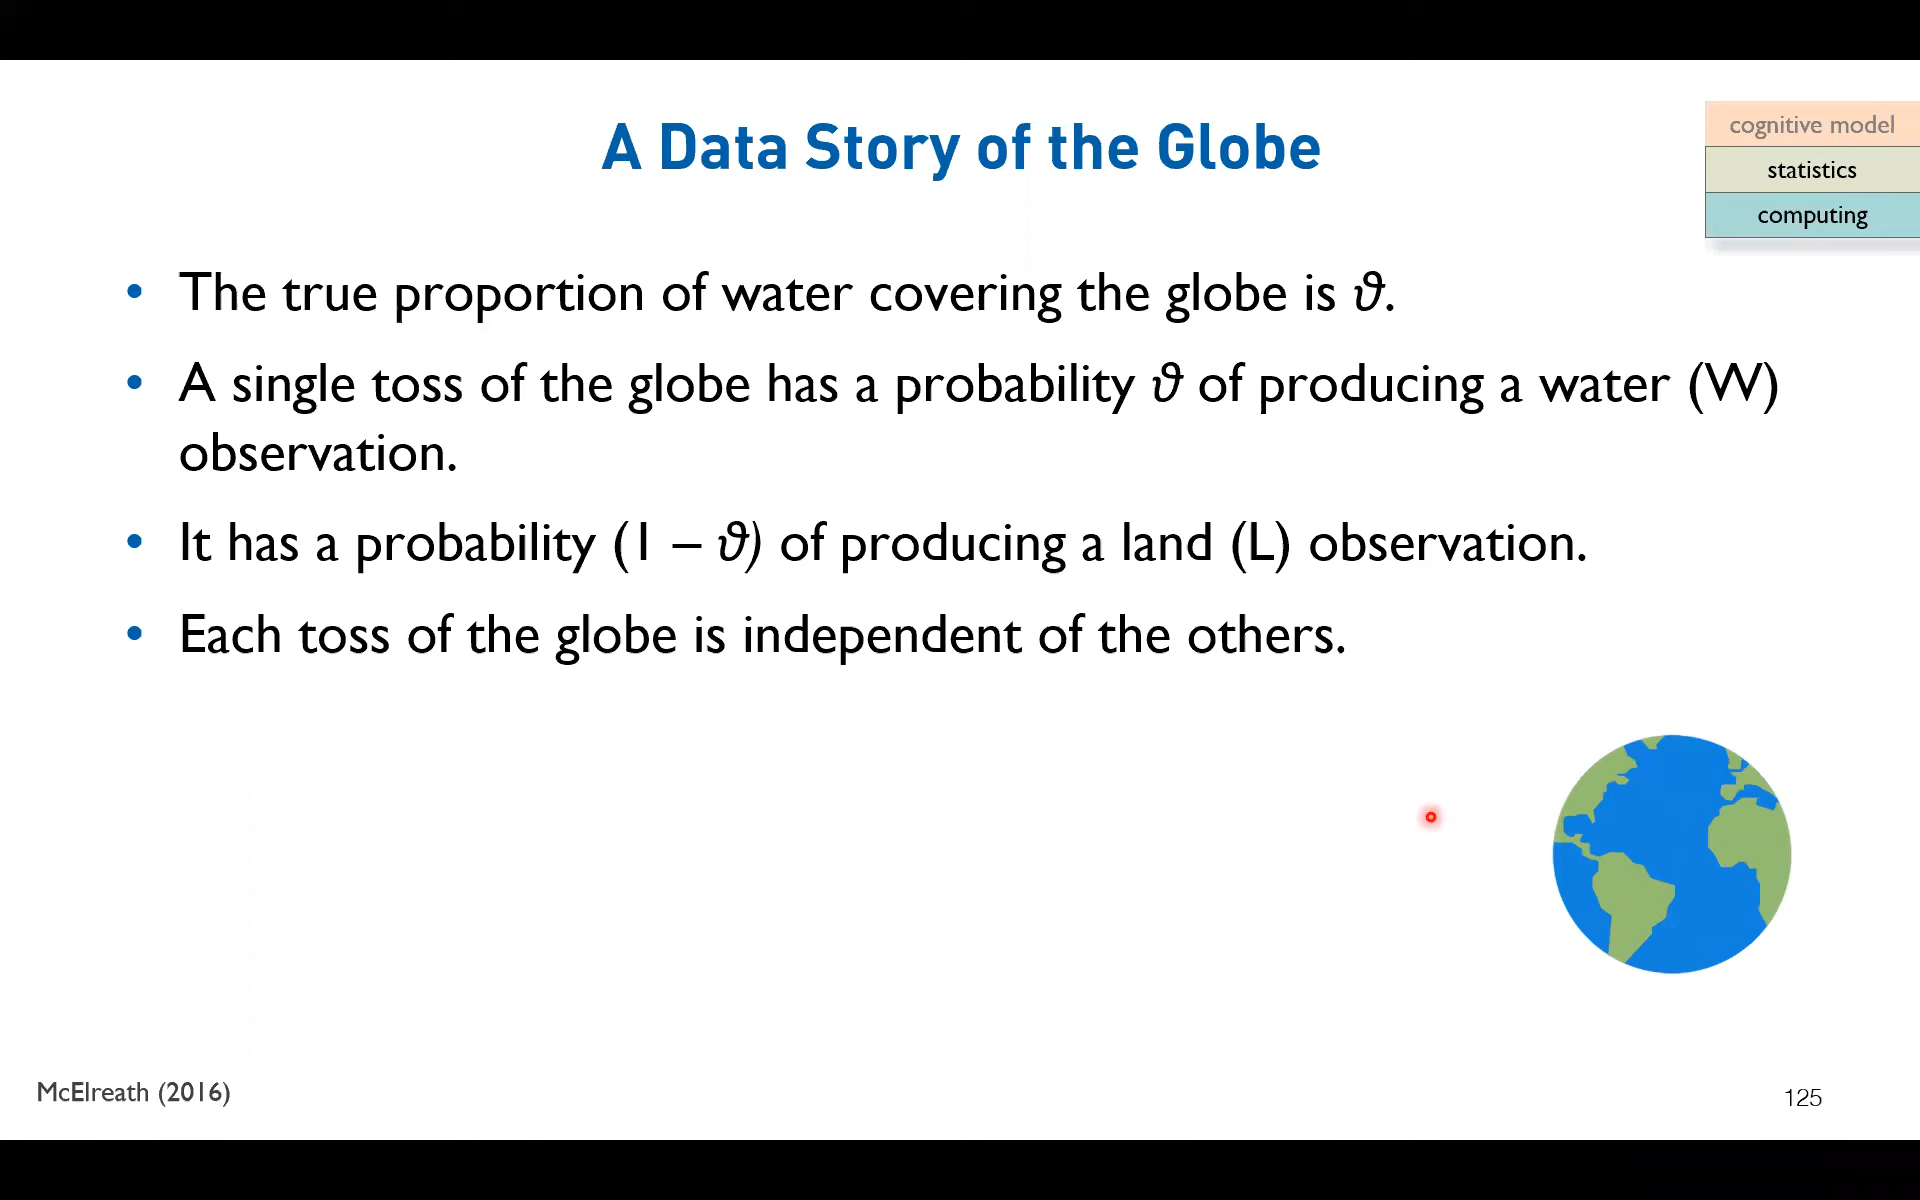 A Data Story of the Globe
cognitive model
statistics
computing
• The true proportion of water covering the globe is ϑ.
• A single toss of the globe has a probability ϑ of producing a water (W)
observation.
• It has a probability (1 – ϑ) of producing a land (L) observation.
• Each toss of the globe is independent of the others.
McElreath (2016)
125